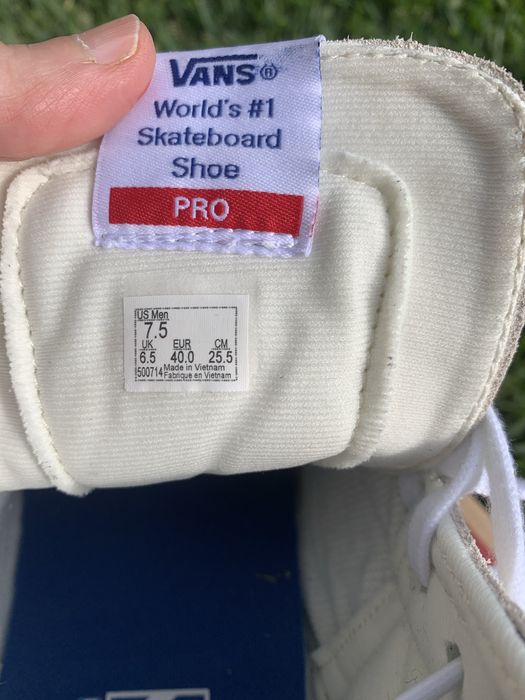 VANS®
World's #1
Skateboard
Shoe
PRO
US Men
7.5
UK EUR CM
6.5 40.0 25.5
500714 Made in Vietnam
Fabrique en Vietnam